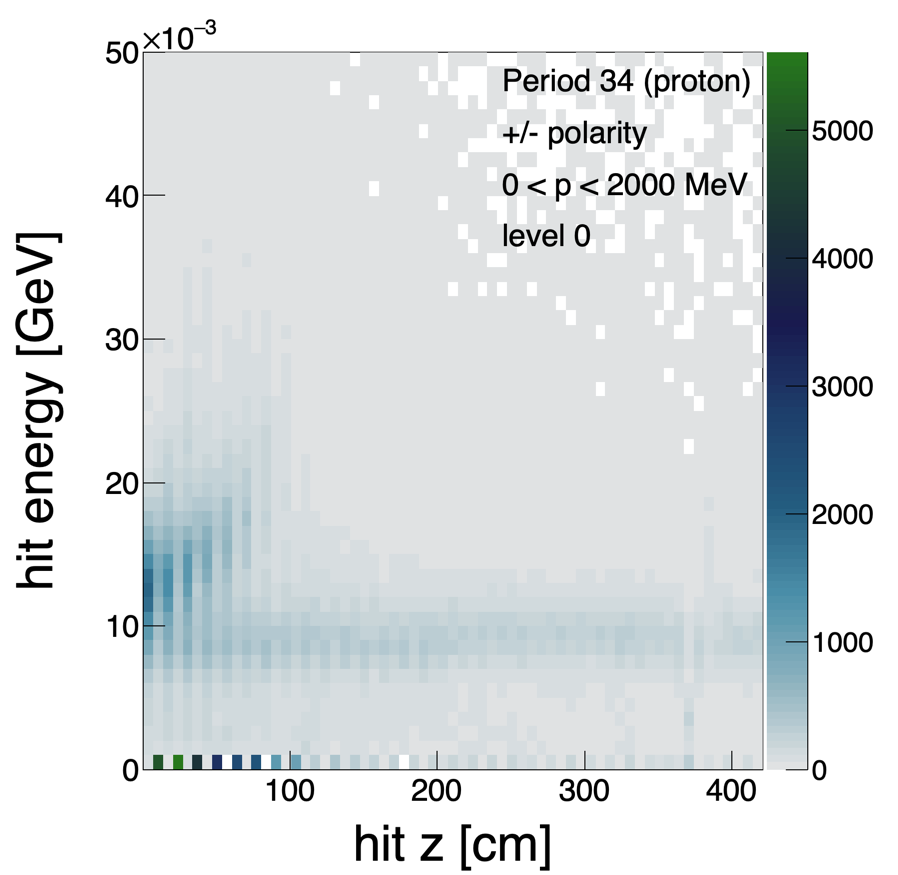 ×10⁻³
50
40
30
20
10
0
hit energy [GeV]
Period 34 (proton)
+/- polarity
0 < p < 2000 MeV
level 0
5000
4000
3000
2000
1000
0
100
200
300
400
hit z [cm]